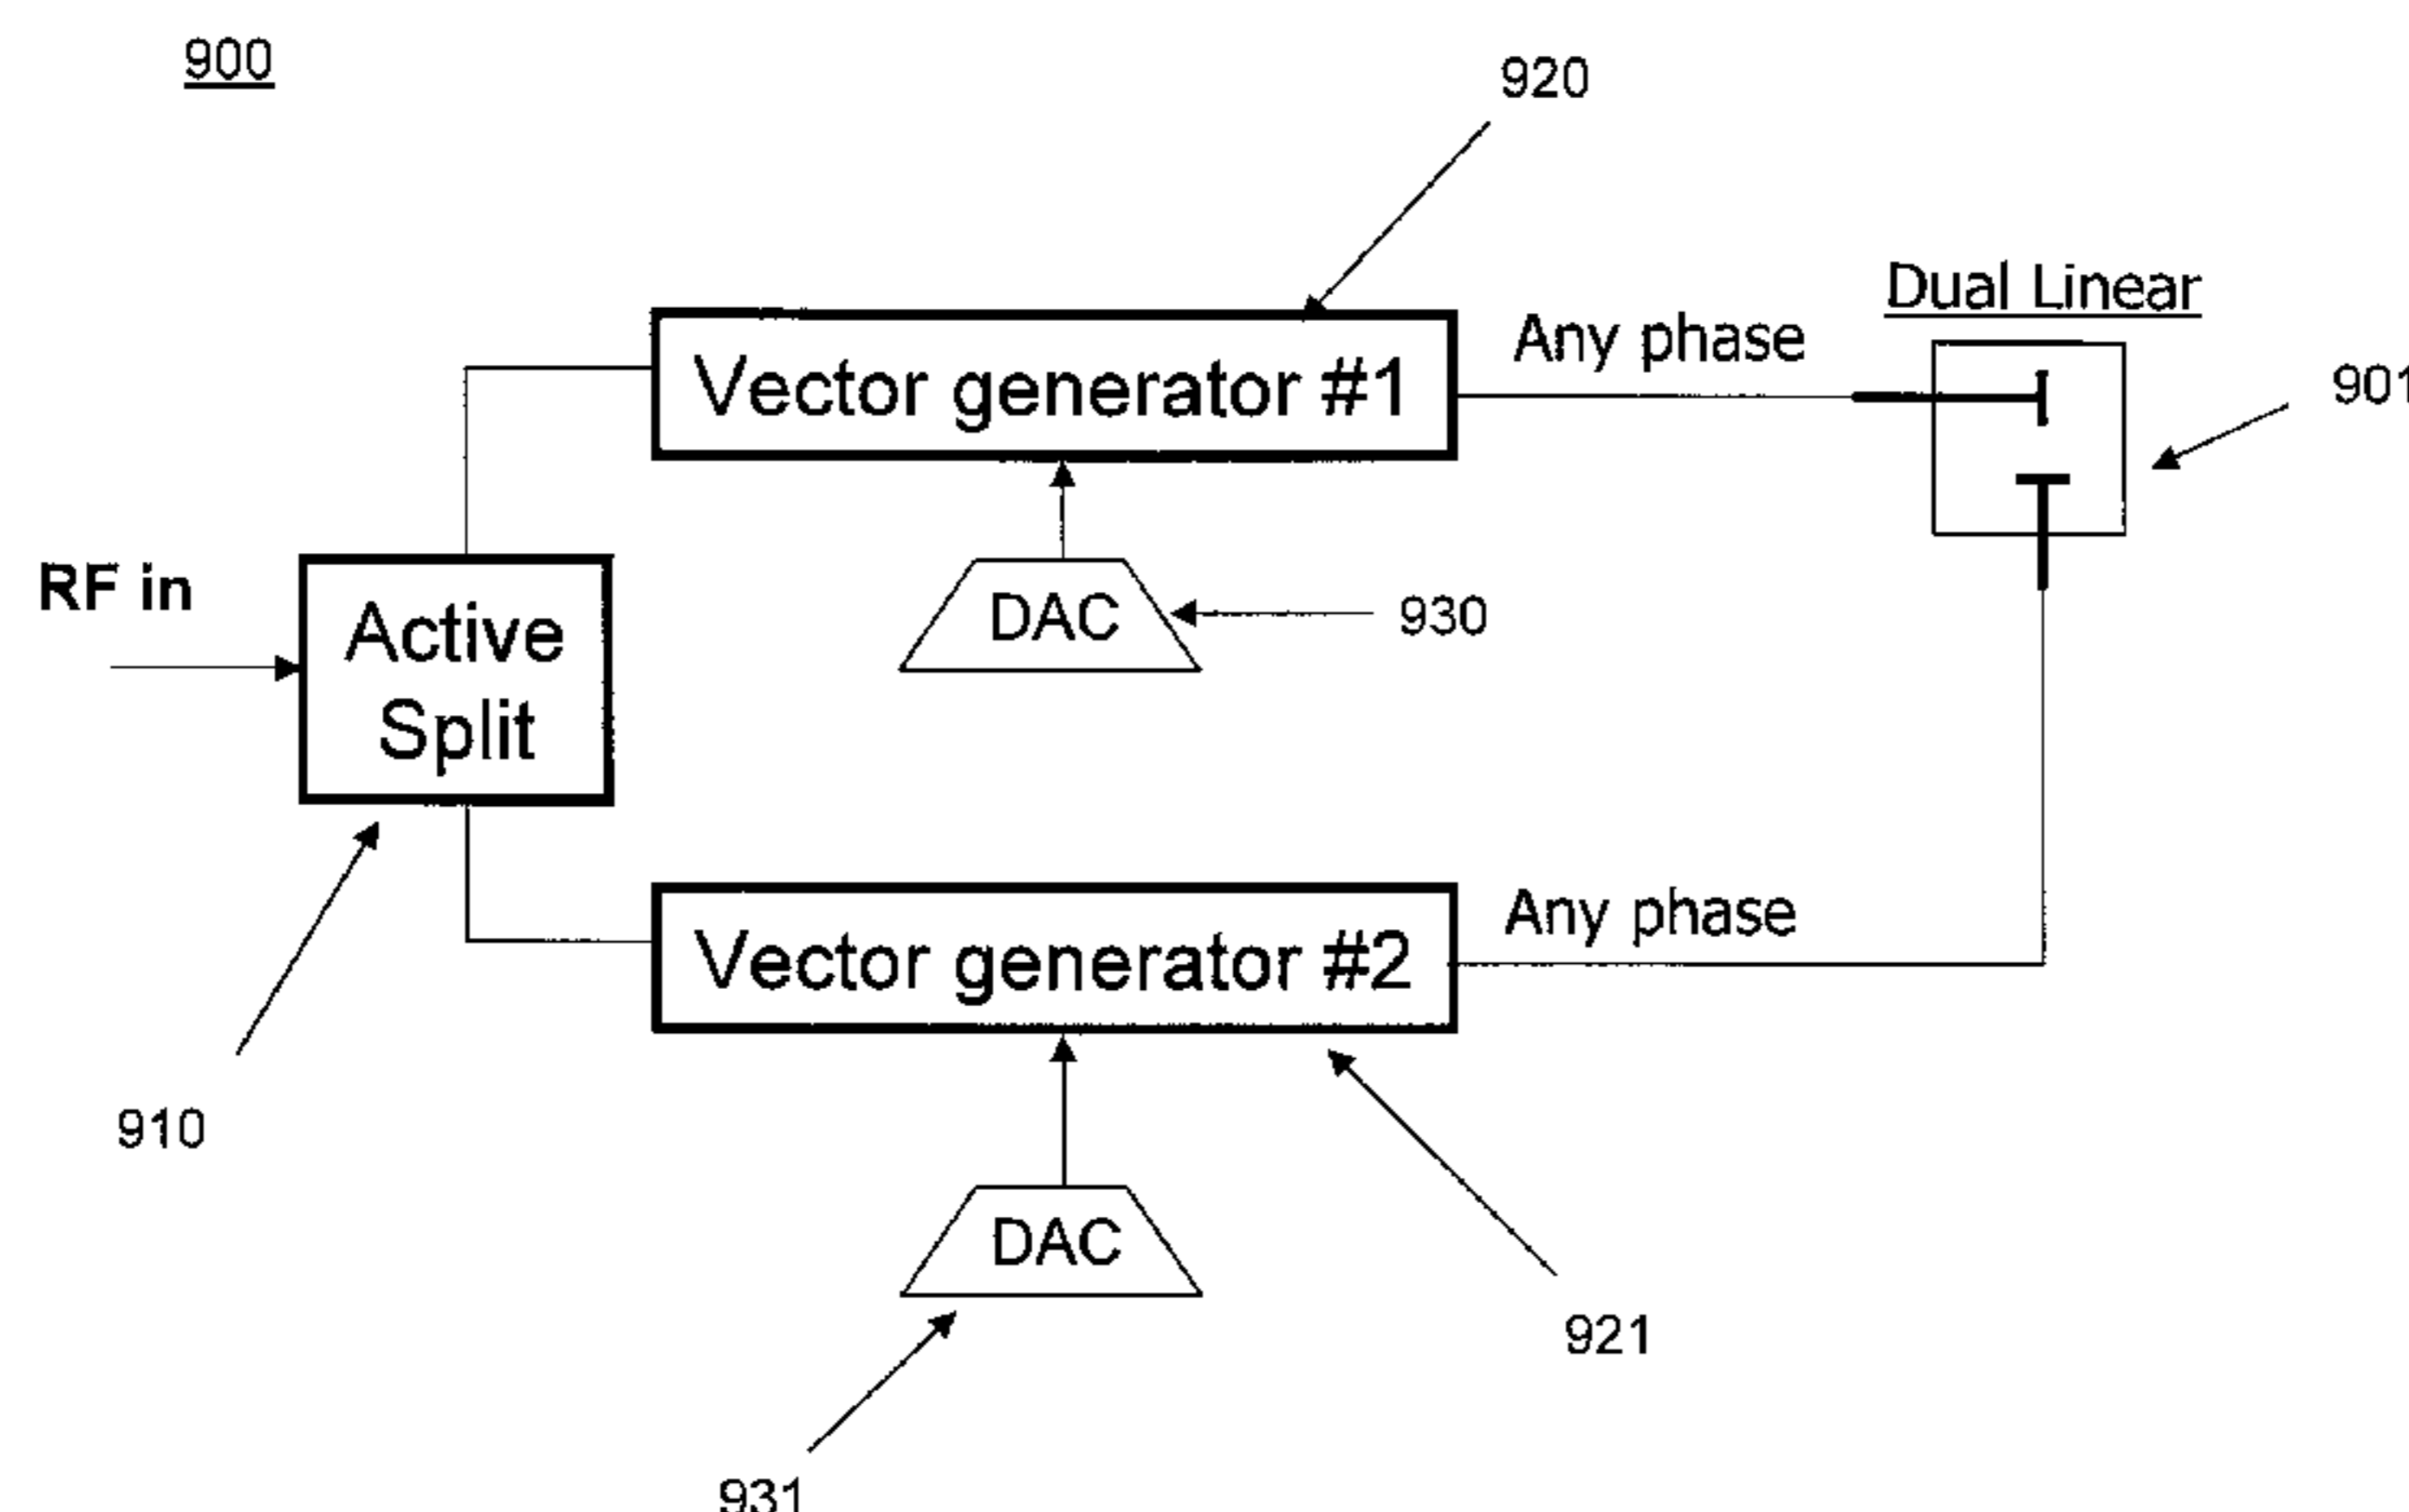 900
920
Dual Linear
Any phase
Vector generator #1
901
RF in
Active
Split
DAC
930
Any phase
Vector generator #2
910
DAC
921
931